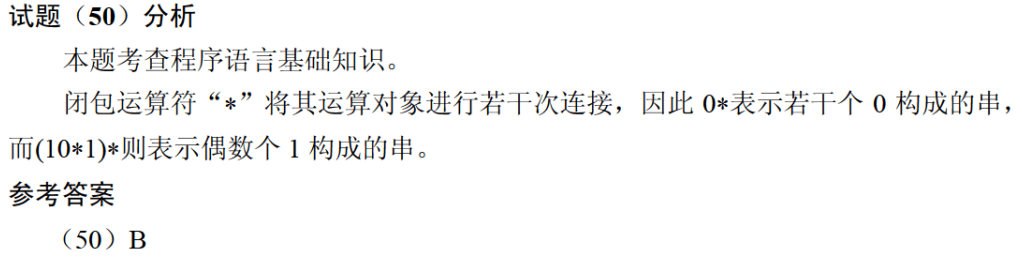 试题（50）分析
本题考查程序语言基础知识。
闭包运算符“*”将其运算对象进行若干次连接，因此 0*表示若干个 0 构成的串，
而(10*1)*则表示偶数个 1 构成的串。
参考答案
（50）B